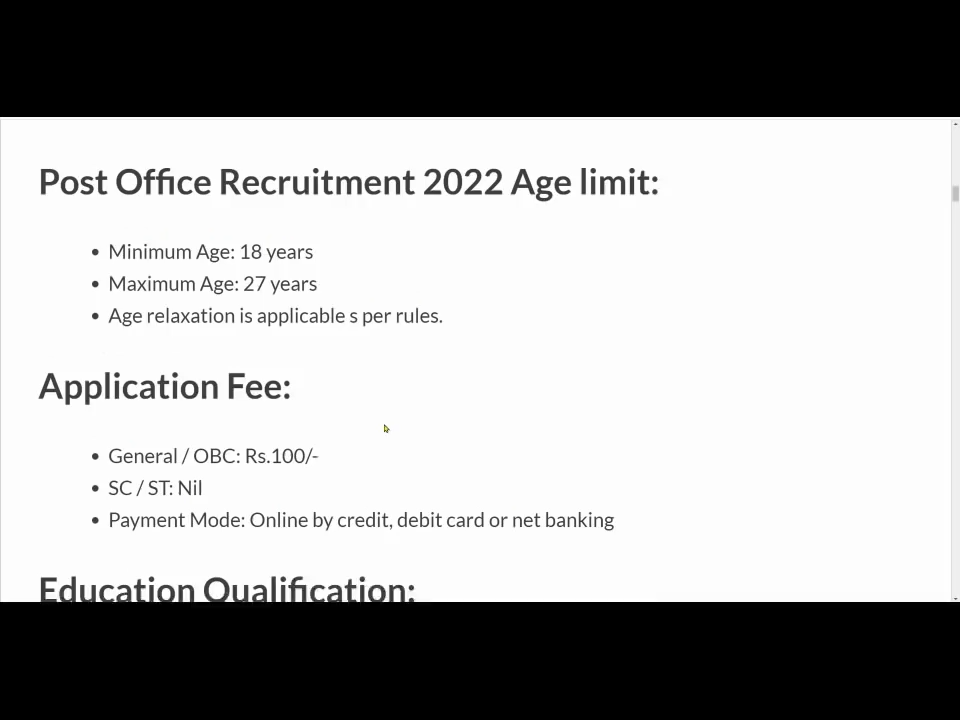 Post Office Recruitment 2022 Age limit:
• Minimum Age: 18 years
• Maximum Age: 27 years
• Age relaxation is applicable s per rules.
Application Fee:
• General / OBC: Rs.100/-
• SC / ST: Nil
• Payment Mode: Online by credit, debit card or net banking
Education Qualification: